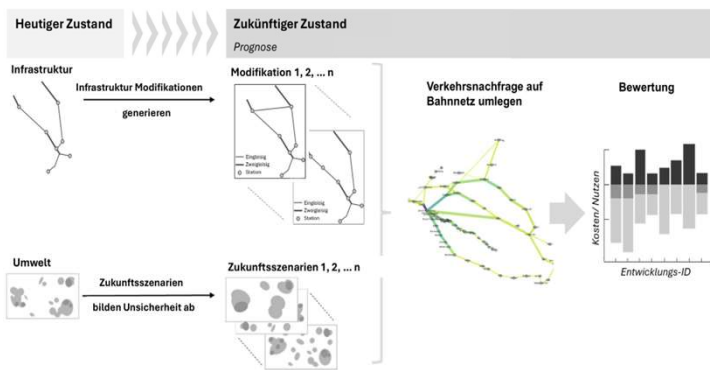 Heutiger Zustand
Zukünftiger Zustand
Prognose
Infrastruktur
Infrastruktur Modifikationen
generieren
Modifikation 1, 2, ... n
Eingleisig
Zweigleisig
Station
Eingleisig
Zweigleisig
Station
Verkehrsnachfrage auf
Bahnnetz umlegen
Bewertung
Kosten/ Nutzen
Entwicklungs-ID
Umwelt
Zukunftsszenarien
bilden Unsicherheit ab
Zukunftsszenarien 1, 2, ... n